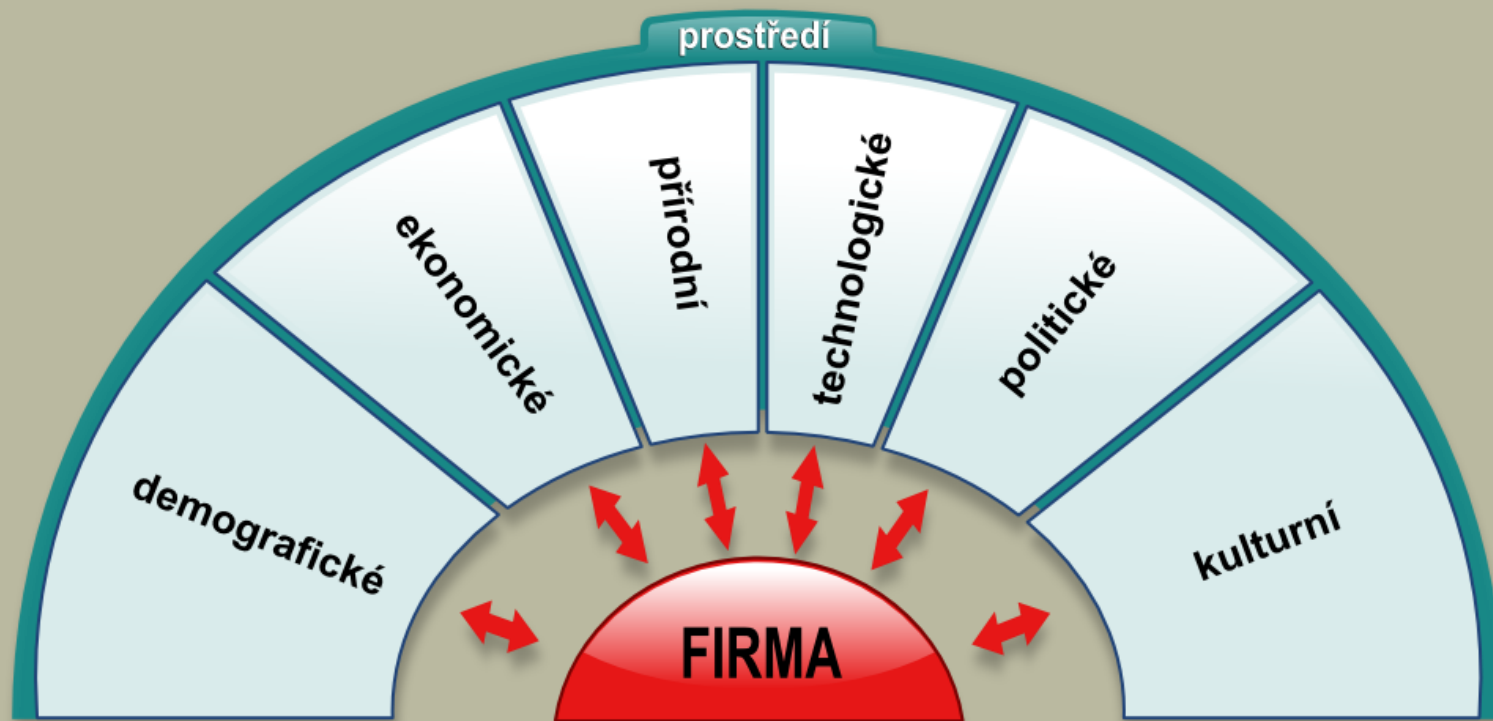 prostředí
demografické
ekonomické
přírodní
technologické
politické
kulturní
FIRMA